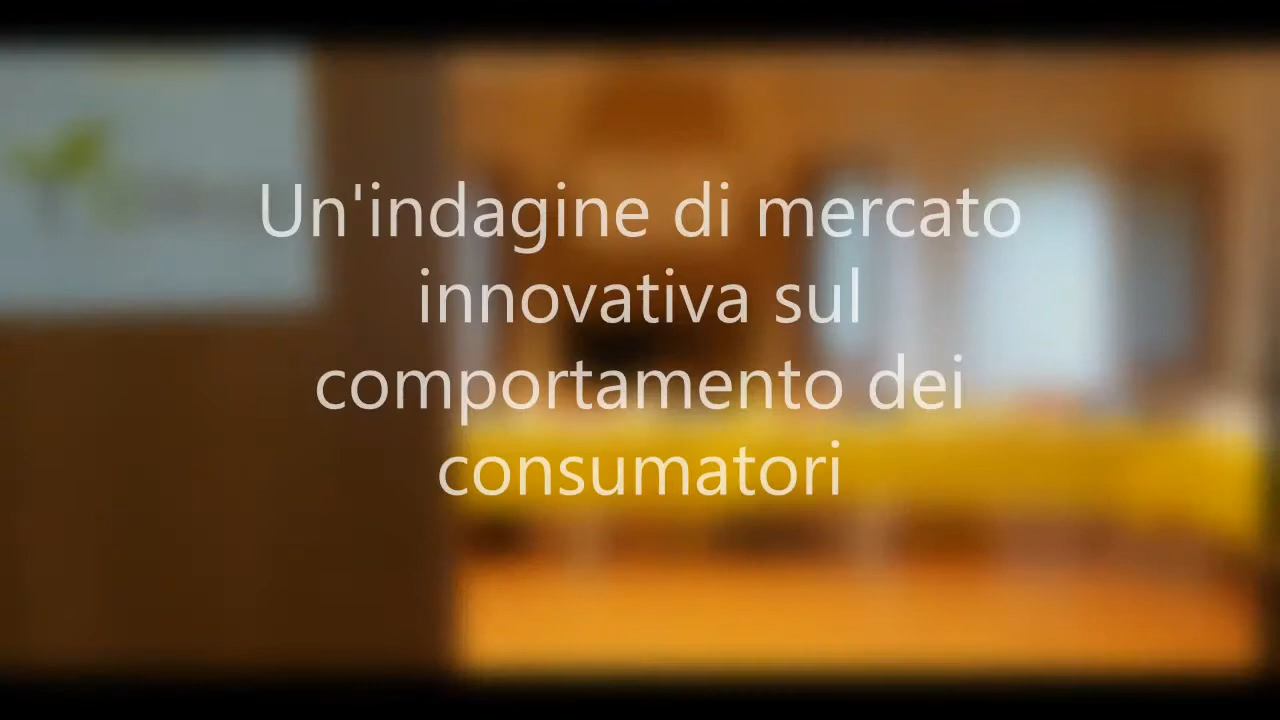 Un'indagine di mercato
innovativa sul
comportamento dei
consumatori